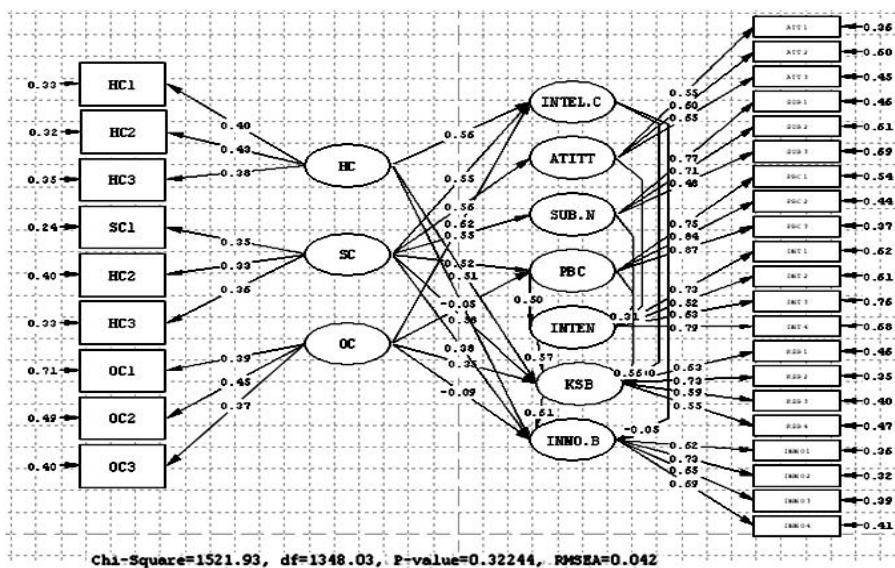 0.33 HC1
0.32 HC2
0.35 HC3
0.24 SC1
0.40 HC2
0.33 HC3
0.71 OC1
0.49 OC2
0.40 OC3
0.40
0.43
0.38
0.35
0.33
0.36
0.39
0.45
0.37
HC
SC
OC
0.56
0.55
0.56
0.62
0.55
0.52
0.51
-0.05
0.38
0.35
-0.09
0.50
0.57
0.61
INTEL.C
ATITT
SUB.N
PBC
INTEN
KSB
INNO.B
0.31
-0.05
0.55
0.50
0.65
0.77
0.71
0.48
0.75
0.84
0.87
0.73
0.52
0.63
0.79
0.63
0.73
0.59
0.55
0.62
0.73
0.65
0.69
ATT1 0.36
ATT2 0.50
ATT3 0.45
SUB1 0.46
SUB2 0.61
SUB3 0.59
PBC1 0.54
PBC2 0.44
PBC3 0.37
INT1 0.62
INT2 0.61
INT3 0.76
INT4 0.68
KSB1 0.46
KSB2 0.35
KSB3 0.40
KSB4 0.47
INNO1 0.36
INNO2 0.32
INNO3 0.39
INNO4 0.41
Chi-Square=1521.93, df=1348.03, P-value=0.32244, RMSEA=0.042